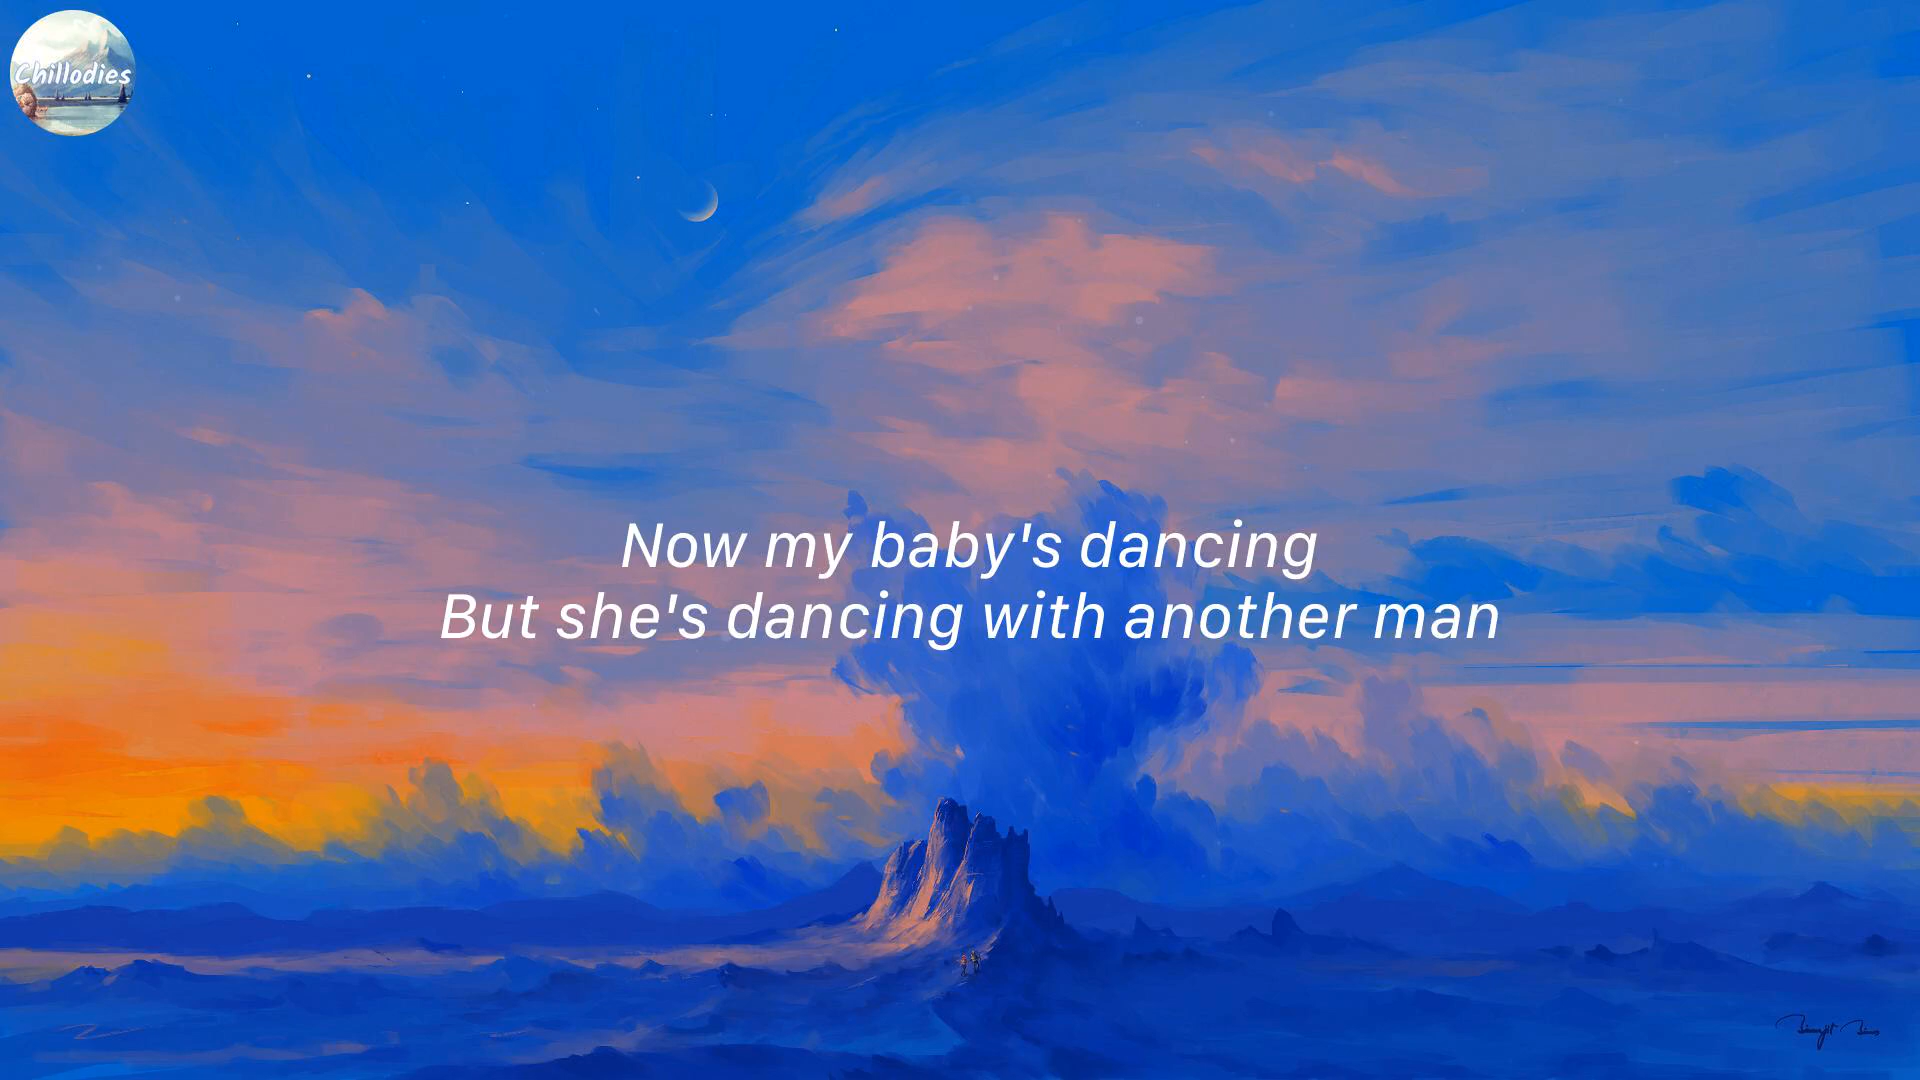 Chillodies
Now my baby's dancing
But she's dancing with another man